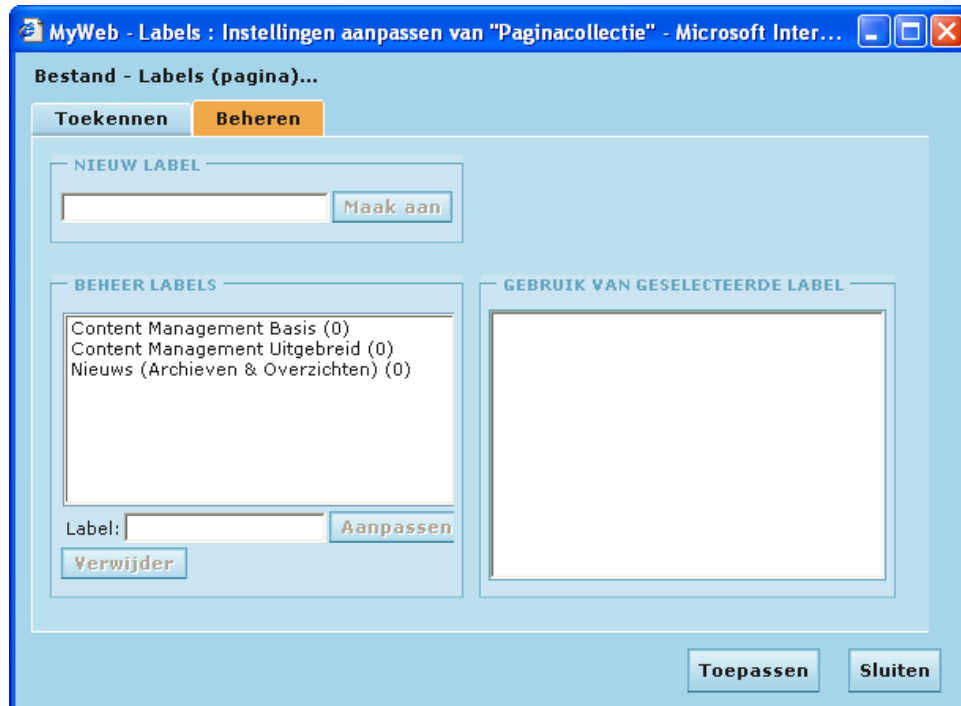 MyWeb - Labels : Instellingen aanpassen van "Paginacollectie" - Microsoft Inter...
Bestand - Labels (pagina)...
Toekennen Beheren
NIEUW LABEL
Maak aan
BEHEER LABELS
Content Management Basis (0)
Content Management Uitgebreid (0)
Nieuws (Archieven & Overzichten) (0)
Label: Aanpassen
Verwijder
GEBRUIK VAN GESELECTEERDE LABEL
Toepassen Sluiten